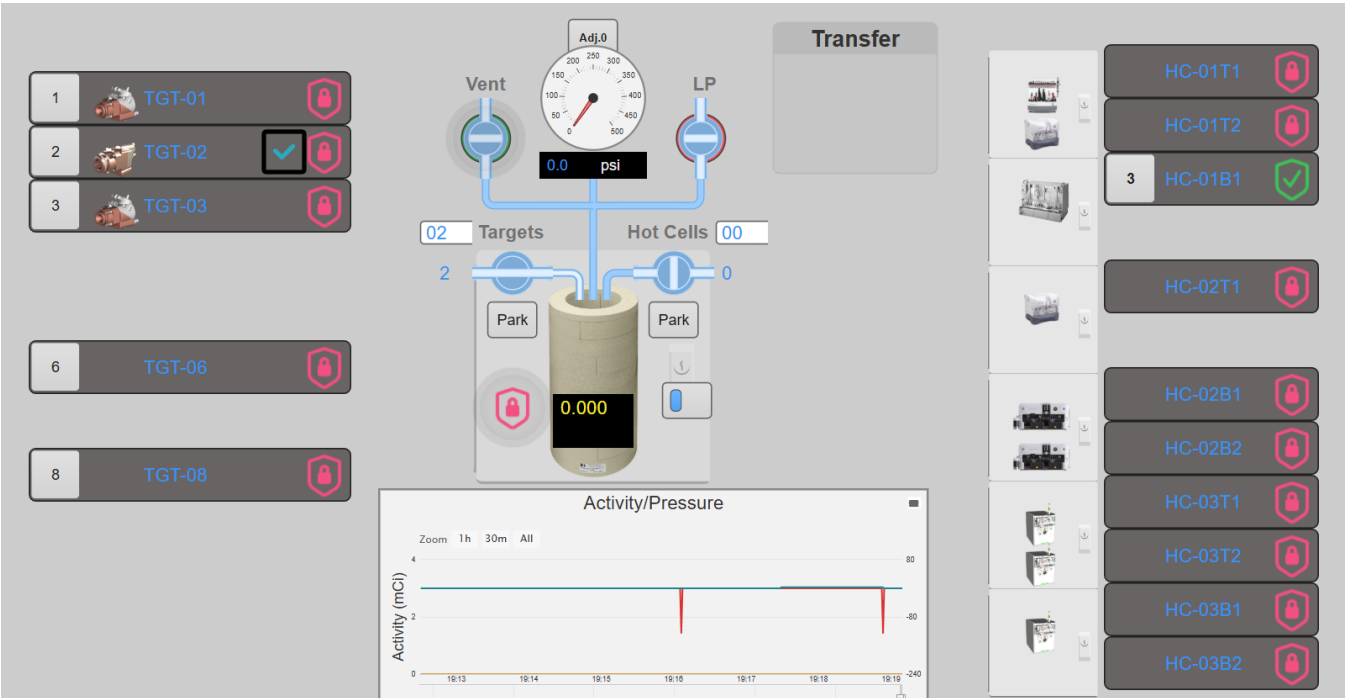 Adj.0
Transfer
Vent
LP
200 250 300
150 350
100 400
50 450
0 500
0.0 psi
1 TGT-01
2 TGT-02
3 TGT-03
6 TGT-06
8 TGT-08
02 Targets
Hot Cells 00
2
0
Park
Park
0.000
HC-01T1
HC-01T2
3 HC-01B1
HC-02T1
HC-02B1
HC-02B2
HC-03T1
HC-03T2
HC-03B1
HC-03B2
Activity/Pressure
Zoom 1h 30m All
Activity (mCi)
4 80
2 -80
0 -240
19:13 19:14 19:15 19:16 19:17 19:18 19:19